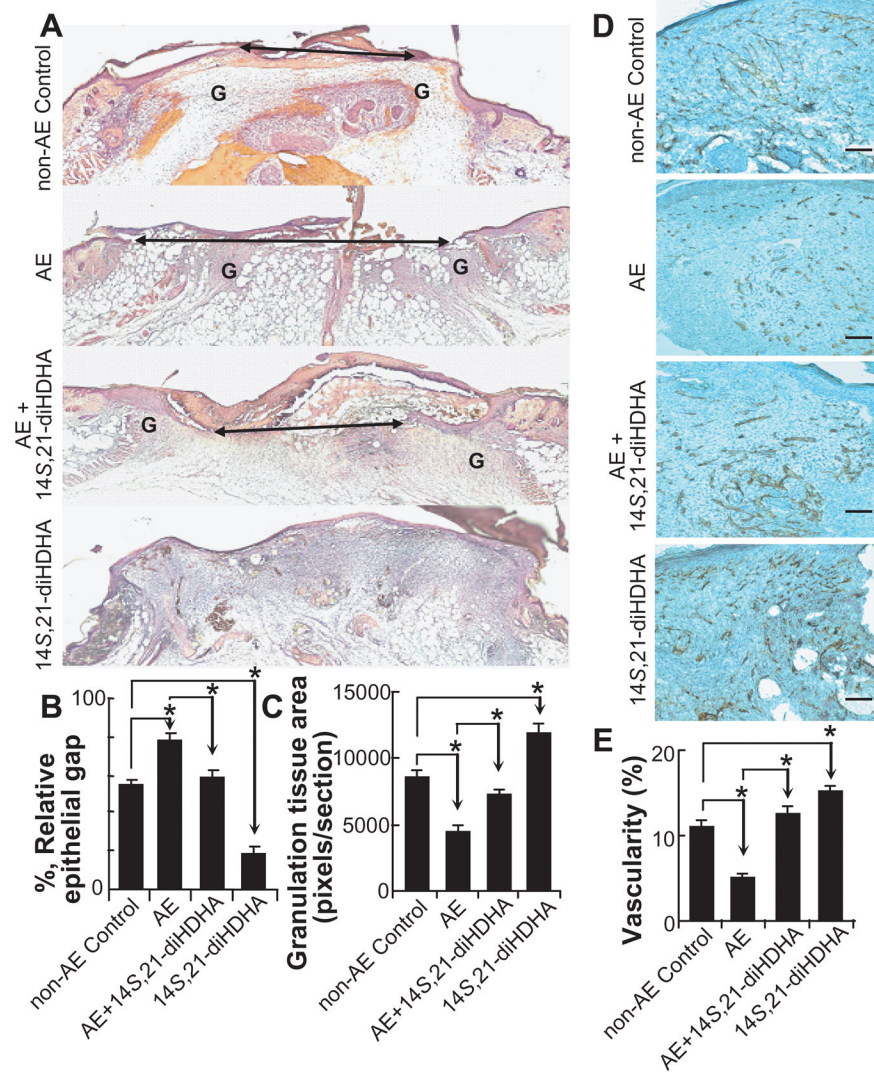 A
non-AE Control
G
G
AE
G
G
AE +
14S,21-diHDHA
G
G
14S,21-diHDHA
D
non-AE Control
AE
AE +
14S,21-diHDHA
14S,21-diHDHA
B
%, Relative
epithelial gap
100
0
*
*
*
non-AE Control
AE
AE+14S,21-diHDHA
14S,21-diHDHA
C
Granulation tissue area
(pixels/section)
15000
10000
5000
0
*
*
*
non-AE Control
AE
AE+14S,21-diHDHA
14S,21-diHDHA
E
Vascularity (%)
20
10
0
*
*
*
non-AE Control
AE
AE+14S,21-diHDHA
14S,21-diHDHA